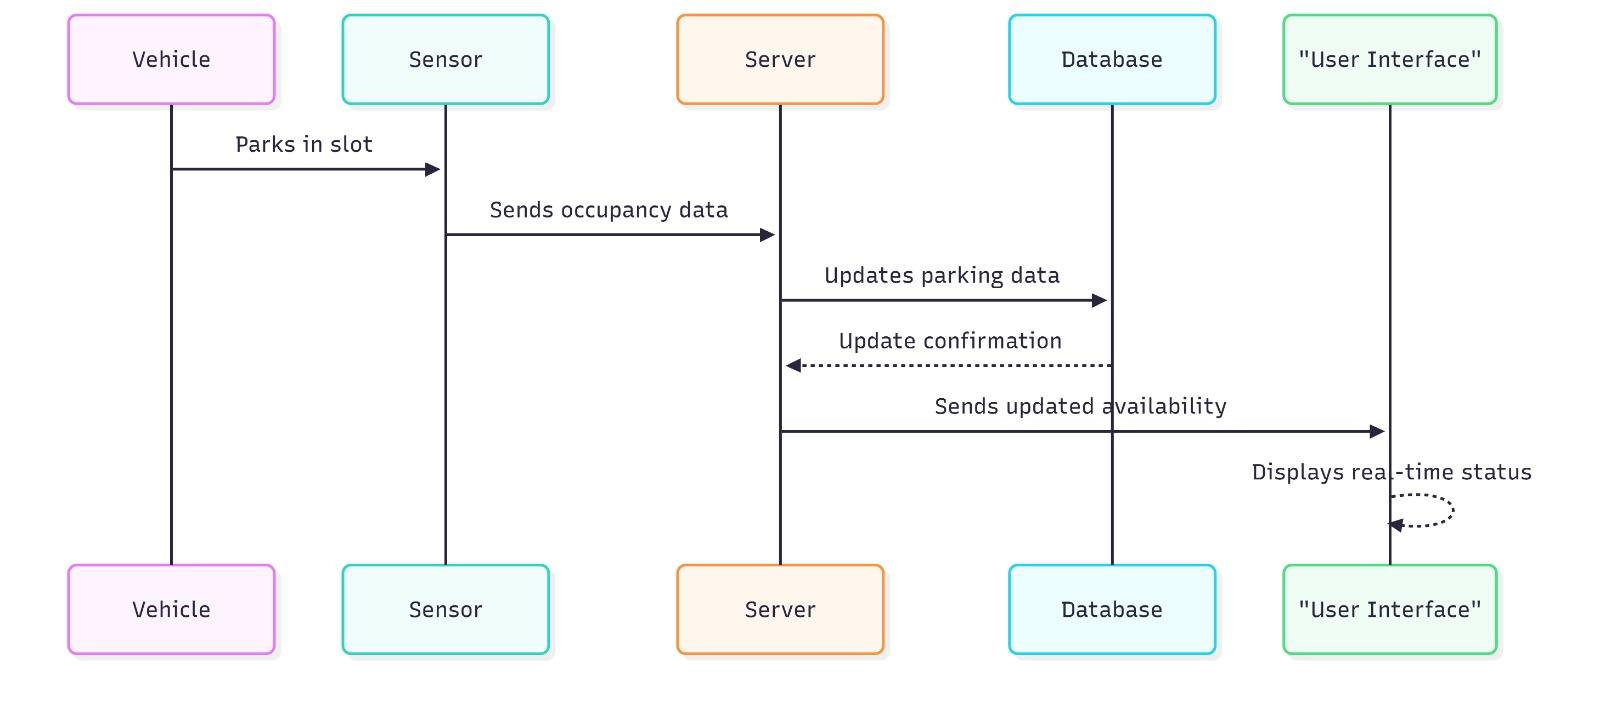 Vehicle
Sensor
Server
Database
"User Interface"
Parks in slot
Sends occupancy data
Updates parking data
Update confirmation
Sends updated availability
Displays real-time status
Vehicle
Sensor
Server
Database
"User Interface"